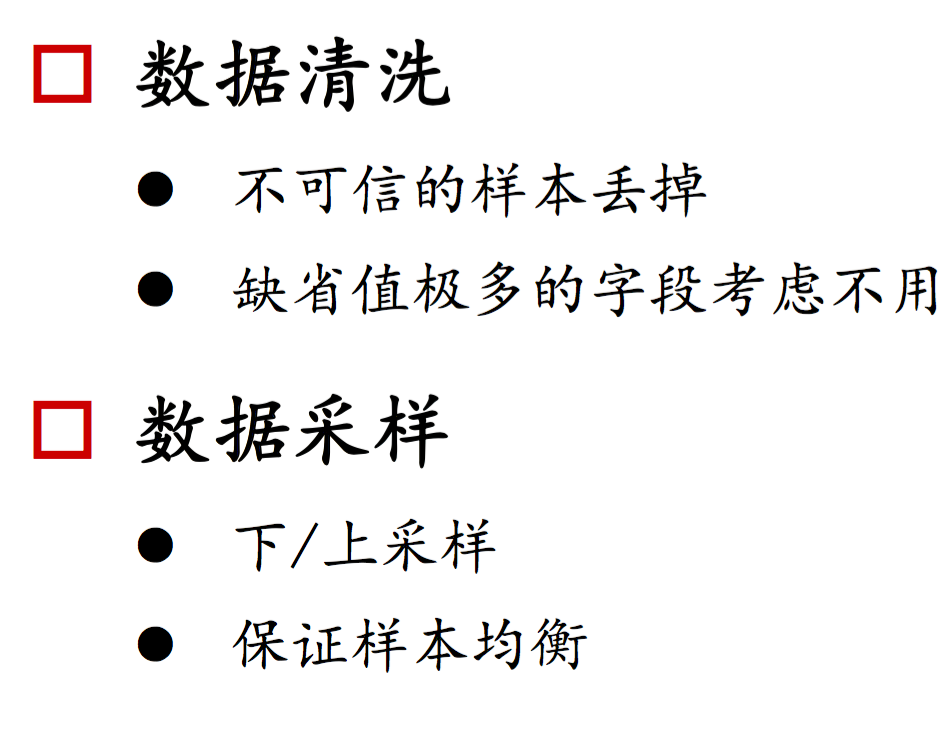 数据清洗
不可信的样本丢掉
缺省值极多的字段考虑不用
数据采样
下/上采样
保证样本均衡